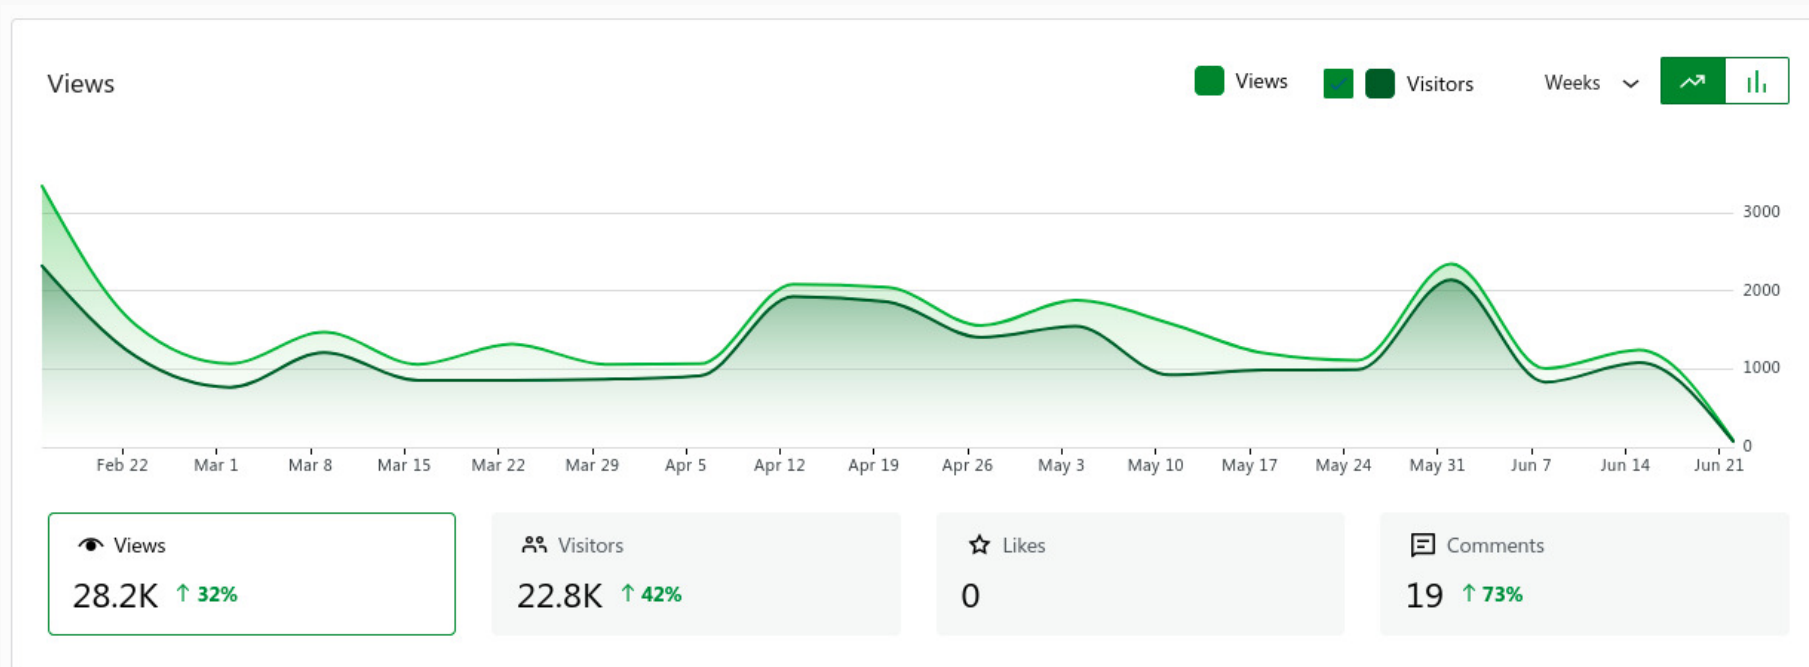 Views
Views Visitors Weeks
3000
2000
1000
0
Feb 22 Mar 1 Mar 8 Mar 15 Mar 22 Mar 29 Apr 5 Apr 12 Apr 19 Apr 26 May 3 May 10 May 17 May 24 May 31 Jun 7 Jun 14 Jun 21
Views
28.2K ↑ 32%
Visitors
22.8K ↑ 42%
Likes
0
Comments
19 ↑ 73%